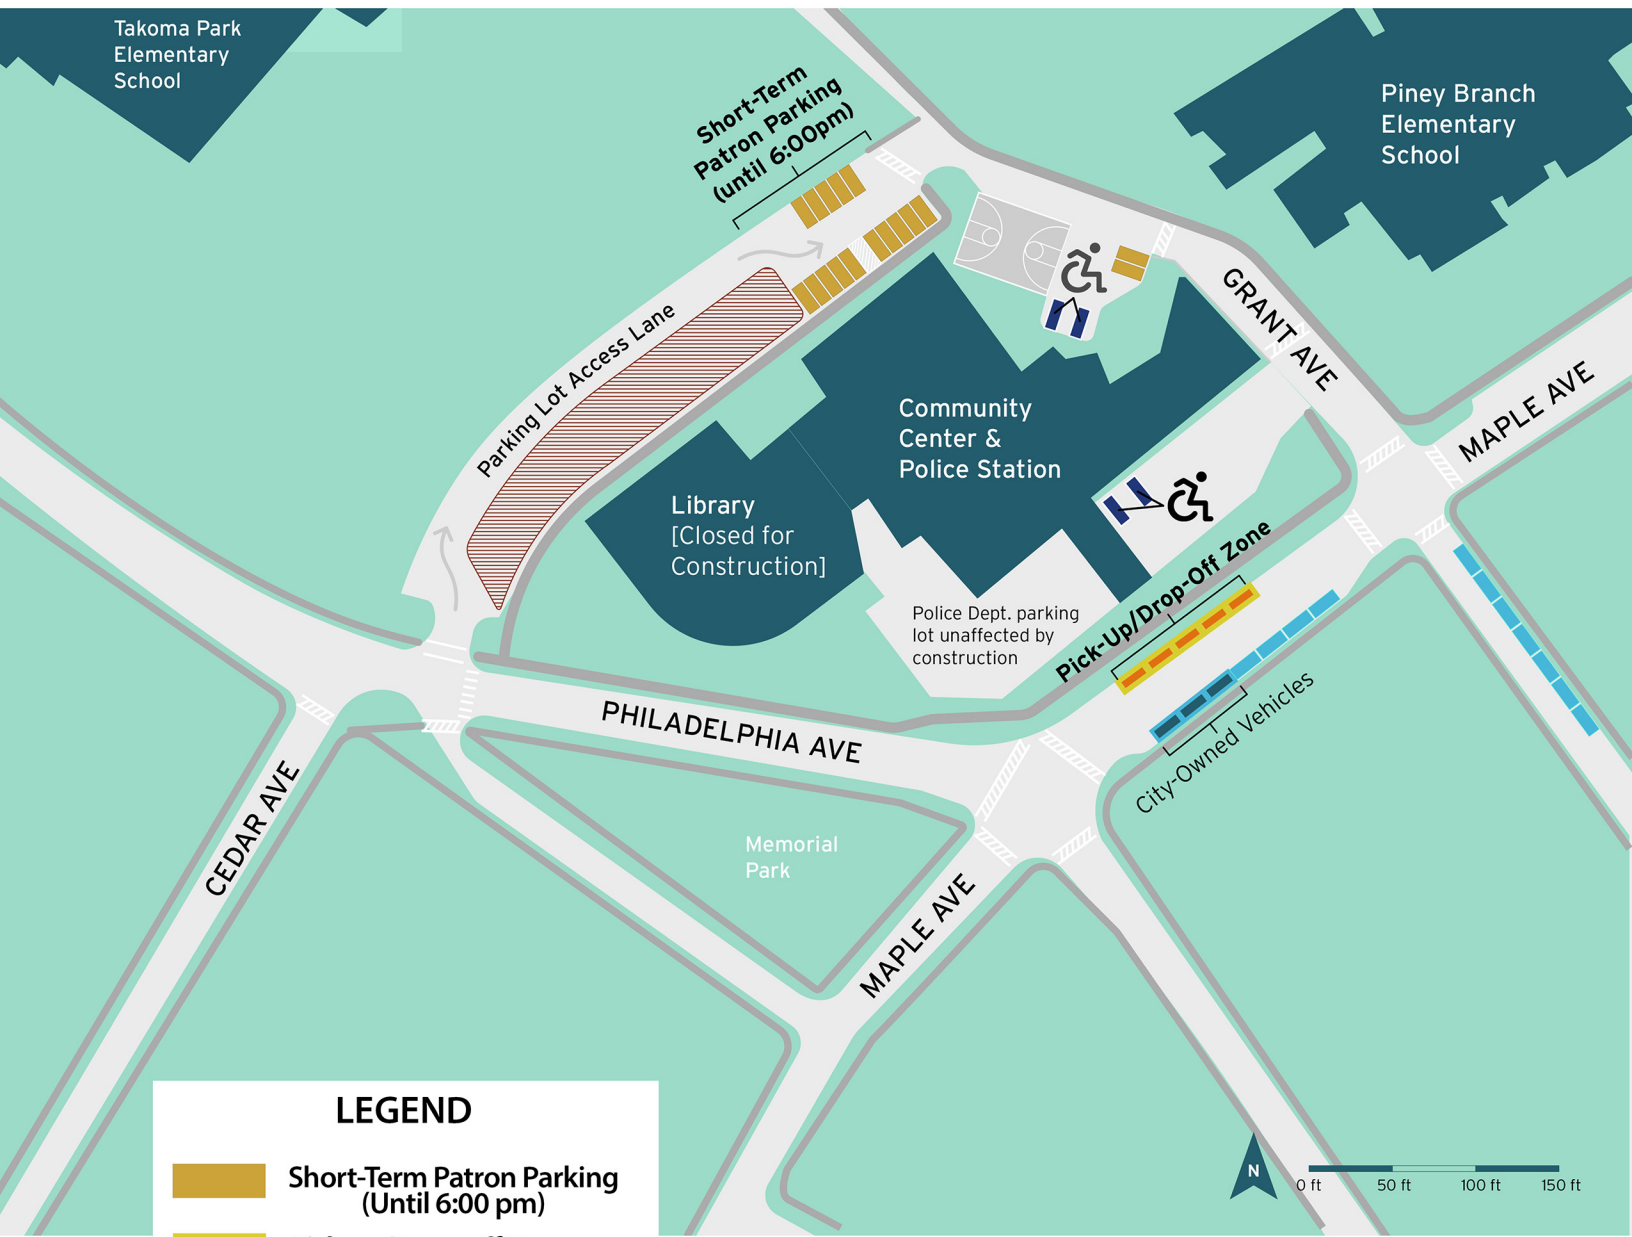 Takoma Park
Elementary
School
Short-Term
Patron Parking
(until 6:00pm)
Piney Branch
Elementary
School
Parking Lot Access Lane
GRANT AVE
MAPLE AVE
Community
Center &
Police Station
Library
[Closed for
Construction]
Police Dept. parking
lot unaffected by
construction
Pick-Up/Drop-Off Zone
City-Owned Vehicles
PHILADELPHIA AVE
CEDAR AVE
Memorial
Park
MAPLE AVE
LEGEND
Short-Term Patron Parking
(Until 6:00 pm)
N
0 ft
50 ft
100 ft
150 ft